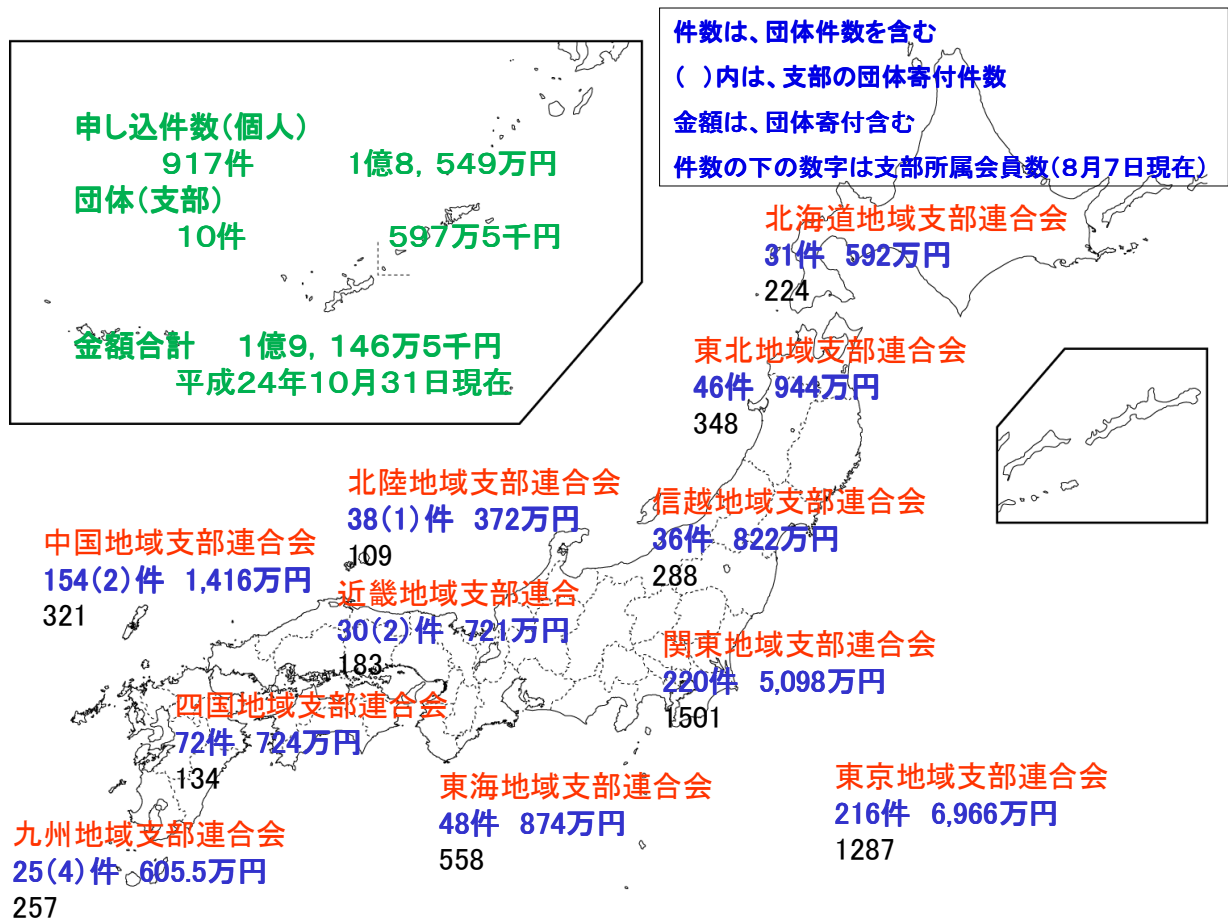 件数は、団体件数を含む
( )内は、支部の団体寄付件数
金額は、団体寄付含む
件数の下の数字は支部所属会員数(8月7日現在)
申し込件数(個人)
917件 1億8,549万円
団体(支部)
10件 597万5千円
金額合計 1億9,146万5千円
平成24年10月31日現在
北海道地域支部連合会
31件 592万円
224
東北地域支部連合会
46件 944万円
348
北陸地域支部連合会
38(1)件 372万円
109
信越地域支部連合会
36件 822万円
288
中国地域支部連合会
154(2)件 1,416万円
321
近畿地域支部連合
30(2)件 721万円
183
関東地域支部連合会
220件 5,098万円
1501
四国地域支部連合会
72件 724万円
134
東海地域支部連合会
48件 874万円
558
東京地域支部連合会
216件 6,966万円
1287
九州地域支部連合会
25(4)件 605.5万円
257